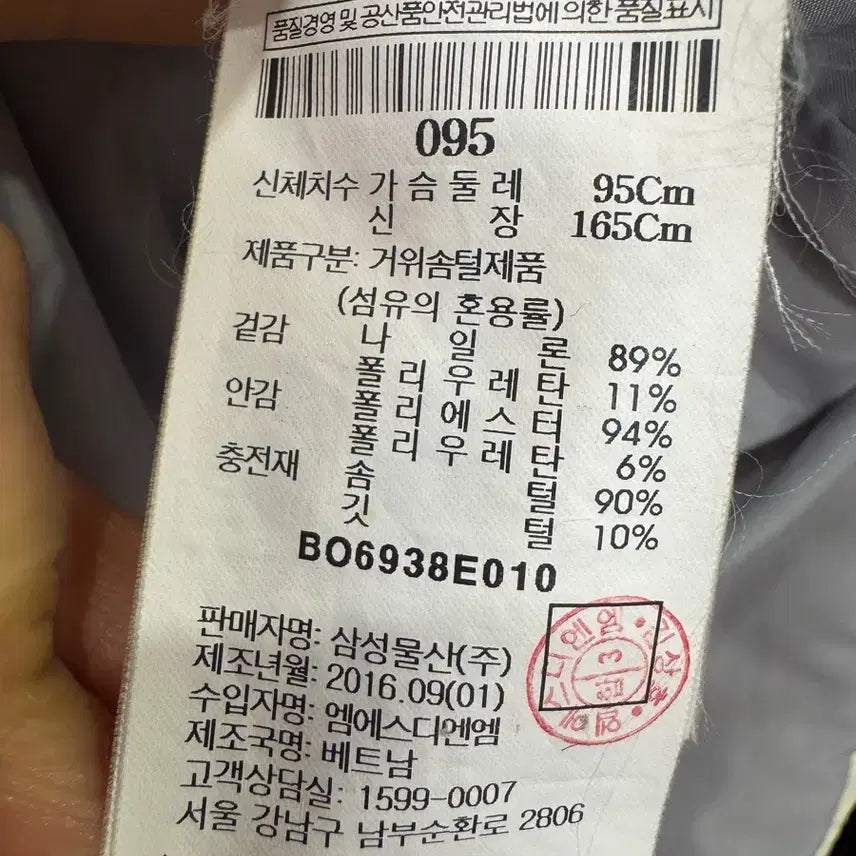 품질경영 및 공산품안전관리법에 의한 품질표시
095
신체치수 가 슴 둘 레 95Cm
신 장 165Cm
제품구분: 거위솜털제품
(섬유의 혼용률)
겉감 나 일 론 89%
폴 리 우 레 탄 11%
안감 폴 리 에 스 터 94%
폴 리 우 레 탄 6%
충전재 솜 털 90%
깃 털 10%
BO6938E010
판매자명: 삼성물산(주)
제조년월: 2016.09(01)
수입자명: 엠에스디엔엠
제조국명: 베트남
고객상담실: 1599-0007
서울 강남구 남부순환로 2806
3